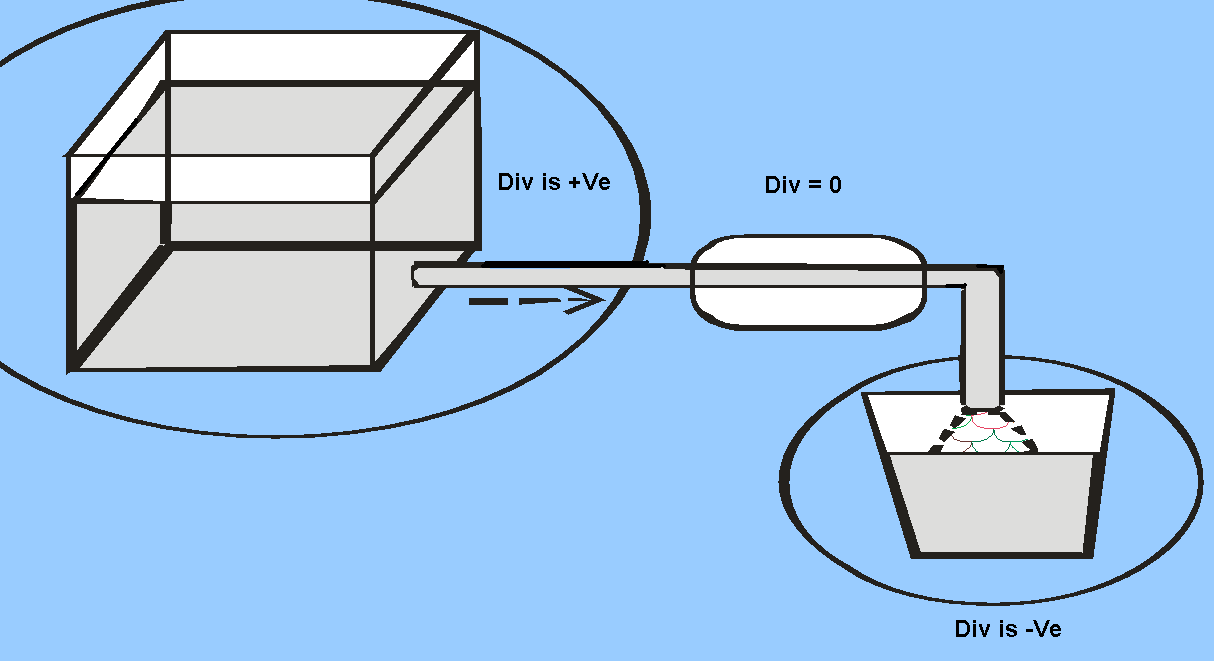 Div is +Ve
Div = 0
Div is -Ve